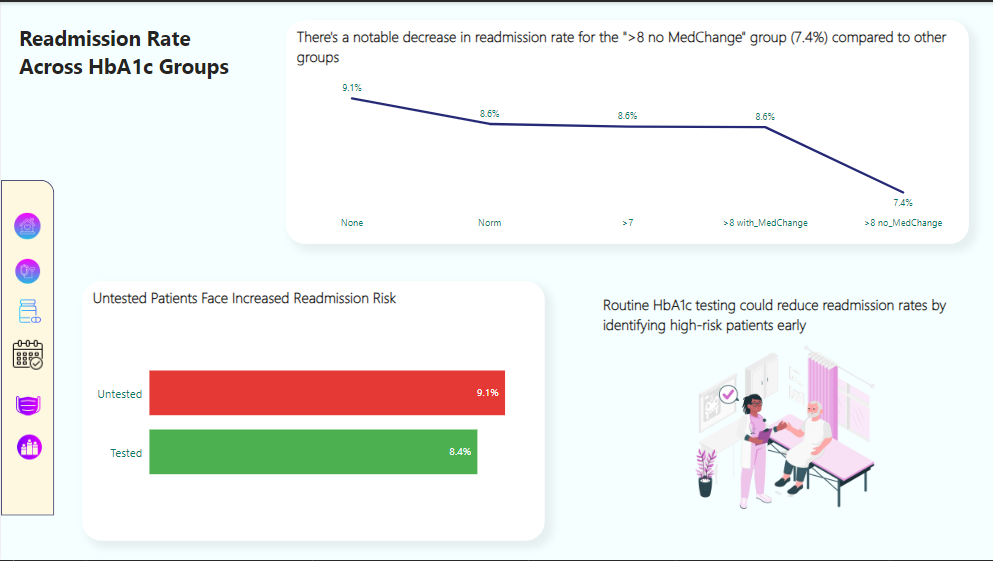 Readmission Rate
Across HbA1c Groups
There's a notable decrease in readmission rate for the ">8 no MedChange" group (7.4%) compared to other
groups
9.1%
8.6%
8.6%
8.6%
7.4%
None
Norm
>7
>8 with_MedChange
>8 no_MedChange
Untested Patients Face Increased Readmission Risk
Untested
9.1%
Tested
8.4%
Routine HbA1c testing could reduce readmission rates by
identifying high-risk patients early